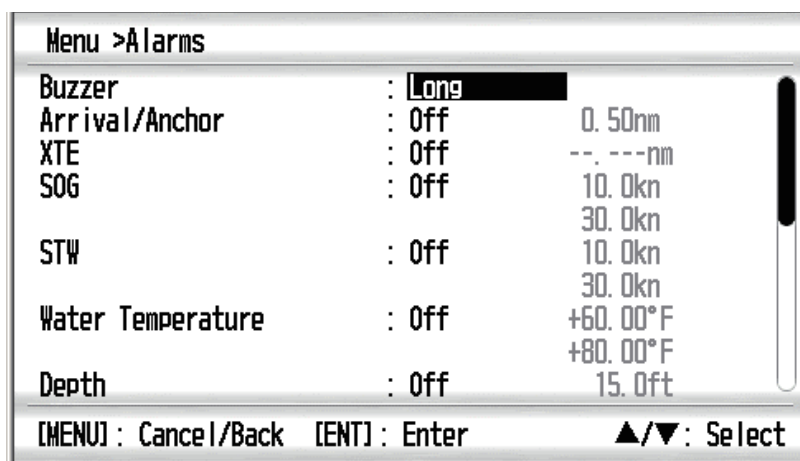 Menu >Alarms
Buzzer : Long
Arrival/Anchor : Off 0.50nm
XTE : Off --.---nm
SOG : Off 10.0kn
30.0kn
STW : Off 10.0kn
30.0kn
Water Temperature : Off +60.00°F
+80.00°F
Depth : Off 15.0ft
[MENU]: Cancel/Back [ENT]: Enter ▲/▼: Select